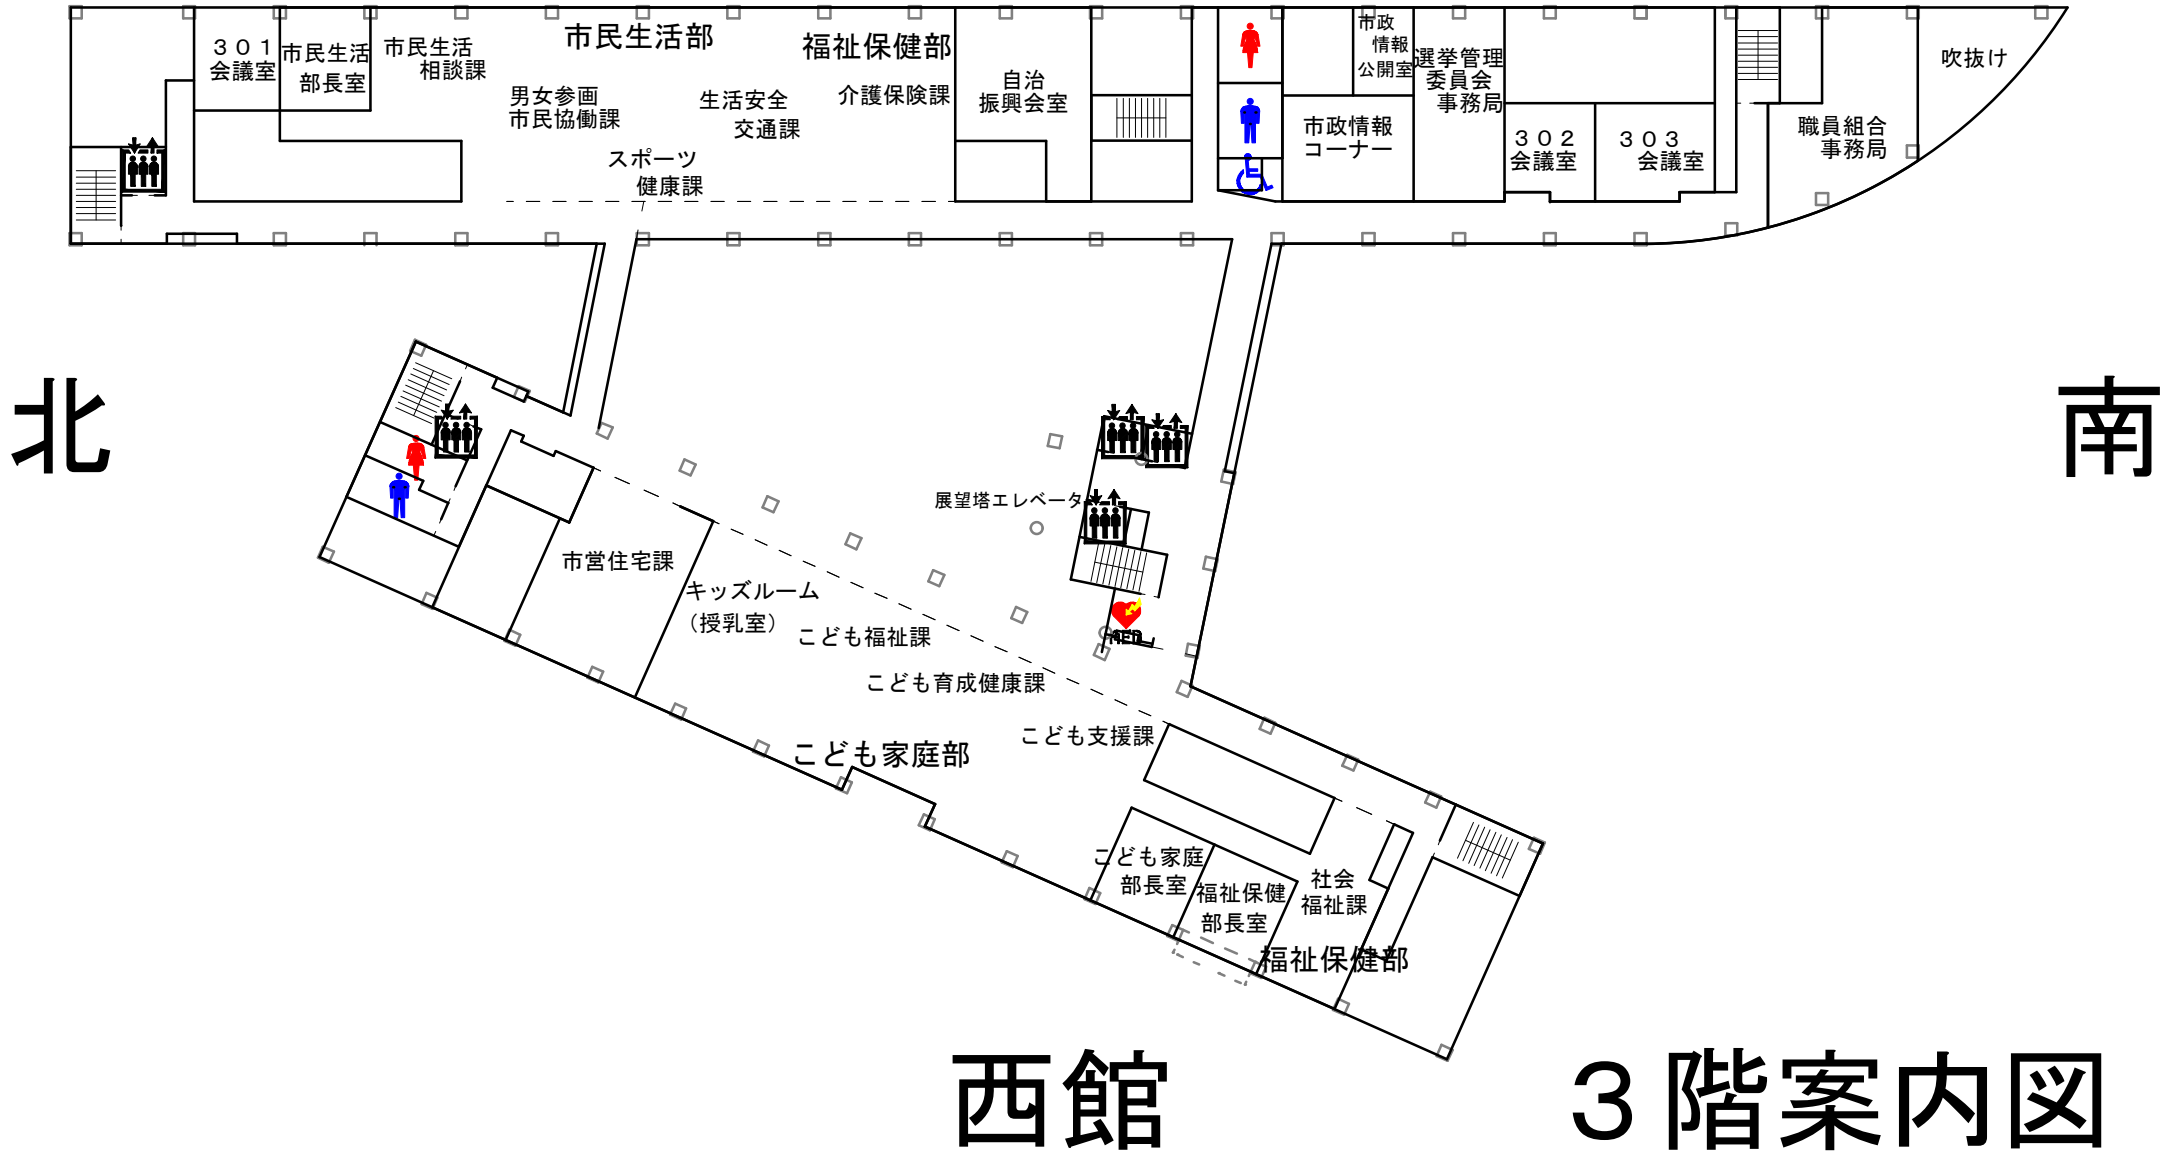 ３０１
会議室
市民生活
部長室
市民生活
相談課
市民生活部
男女参画
市民協働課
生活安全
交通課
スポーツ
健康課
福祉保健部
介護保険課
自治
振興会室
市政
情報
公開室
市政情報
コーナー
選挙管理
委員会
事務局
３０２
会議室
３０３
会議室
職員組合
事務局
吹抜け
北
南
展望塔エレベータ
AED
市営住宅課
キッズルーム
（授乳室）
こども福祉課
こども育成健康課
こども支援課
こども家庭部
こども家庭
部長室
福祉保健
部長室
社会
福祉課
福祉保健部
西館
３階案内図